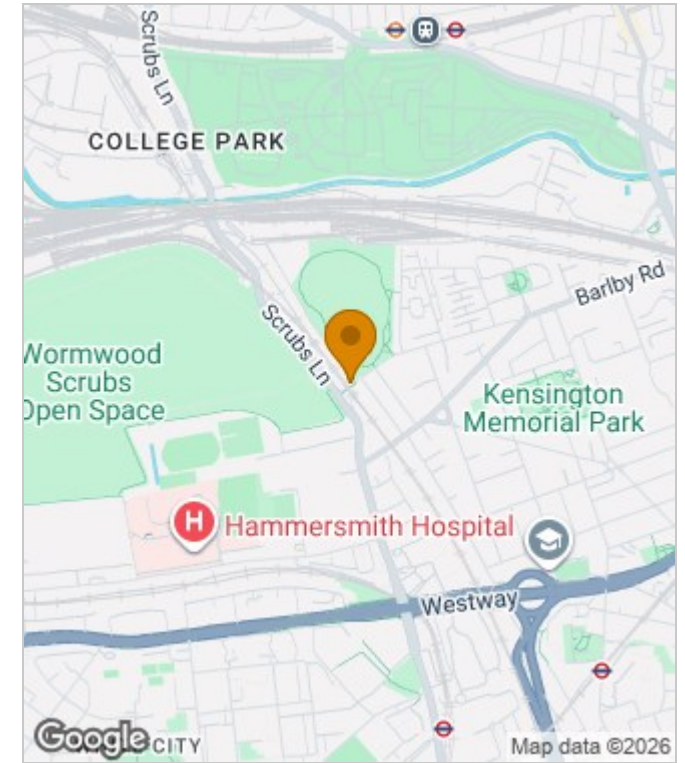 Scrubs Ln
COLLEGE PARK
Barlby Rd
Scrubs Ln
Wormwood
Scrubs
Open Space
Kensington
Memorial Park
H
Hammersmith Hospital
Westway
Google
CITY
Map data ©2026